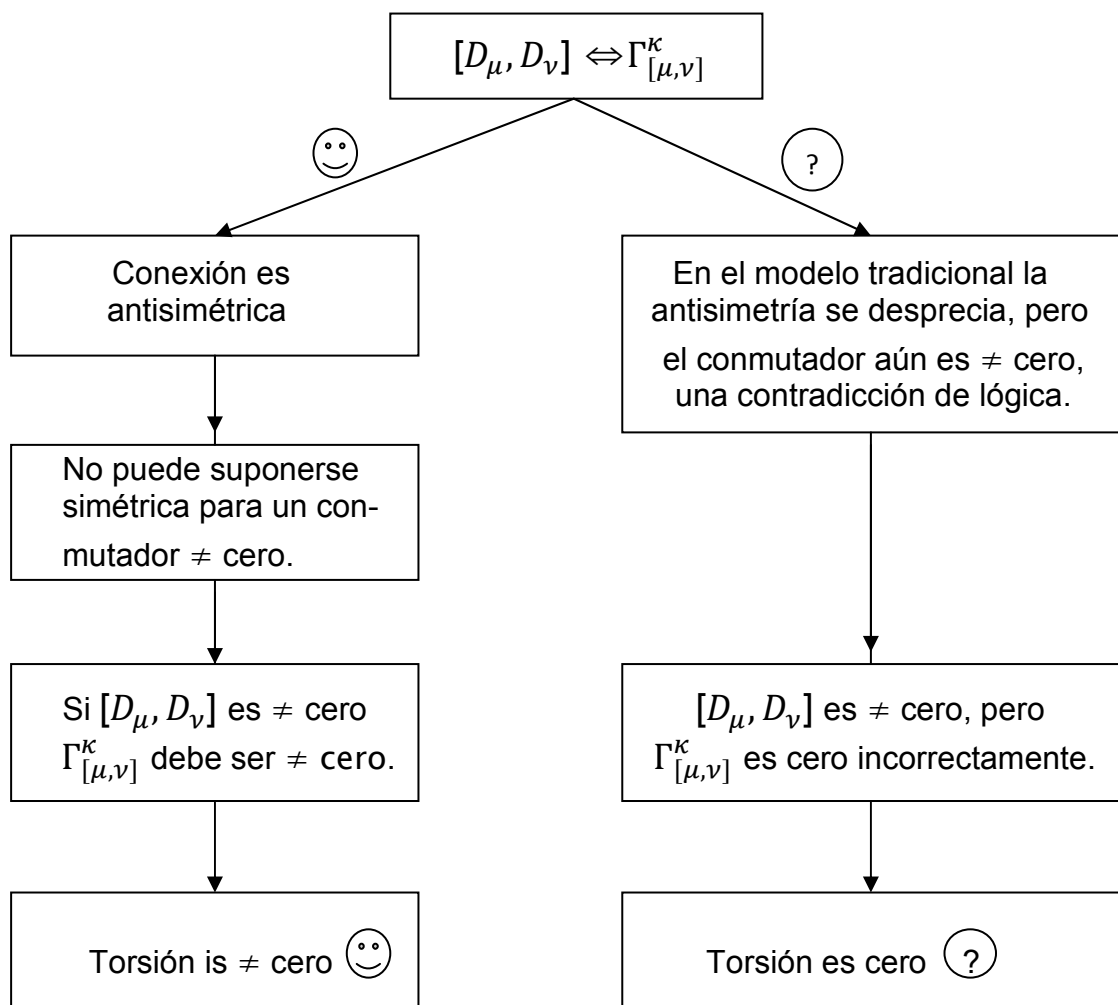 [D_μ, D_ν] ⇔ Γ^κ_[μ,ν]
?
Conexión es
antisimétrica
En el modelo tradicional la
antisimetría se desprecia, pero
el conmutador aún es ≠ cero,
una contradicción de lógica.
No puede suponerse
simétrica para un con-
mutador ≠ cero.
Si [D_μ, D_ν] es ≠ cero
Γ^κ_[μ,ν] debe ser ≠ cero.
[D_μ, D_ν] es ≠ cero, pero
Γ^κ_[μ,ν] es cero incorrectamente.
Torsión is ≠ cero
Torsión es cero ?